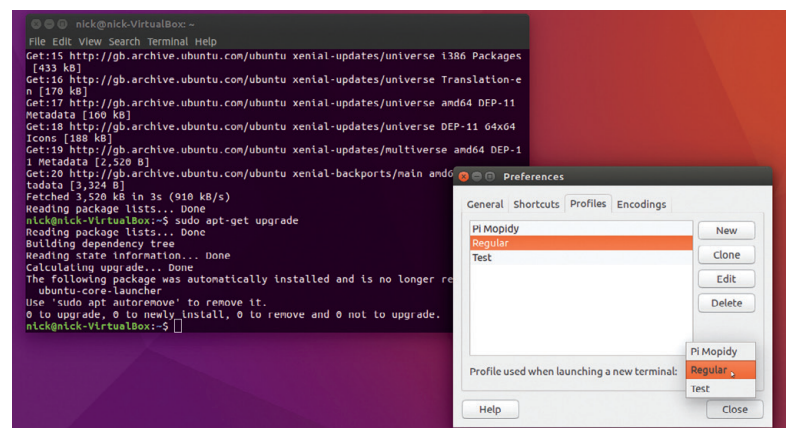 nick@nick-VirtualBox: ~
File Edit View Search Terminal Help
Get:15 http://gb.archive.ubuntu.com/ubuntu xenial-updates/universe i386 Packages
[433 kB]
Get:16 http://gb.archive.ubuntu.com/ubuntu xenial-updates/universe Translation-e
n [170 kB]
Get:17 http://gb.archive.ubuntu.com/ubuntu xenial-updates/universe amd64 DEP-11
Metadata [160 kB]
Get:18 http://gb.archive.ubuntu.com/ubuntu xenial-updates/universe DEP-11 64x64
Icons [188 kB]
Get:19 http://gb.archive.ubuntu.com/ubuntu xenial-updates/multiverse amd64 DEP-1
1 Metadata [2,520 B]
Get:20 http://gb.archive.ubuntu.com/ubuntu xenial-backports/main amd6
tadata [3,324 B]
Fetched 3,520 kB in 3s (910 kB/s)
Reading package lists... Done
nick@nick-VirtualBox:~$ sudo apt-get upgrade
Reading package lists... Done
Building dependency tree
Reading state information... Done
Calculating upgrade... Done
The following package was automatically installed and is no longer re
ubuntu-core-launcher
Use 'sudo apt autoremove' to remove it.
0 to upgrade, 0 to newly install, 0 to remove and 0 not to upgrade.
nick@nick-VirtualBox:~$
Preferences
General Shortcuts Profiles Encodings
Pi Mopidy
Regular
Test
New
Clone
Edit
Delete
Profile used when launching a new terminal:
Pi Mopidy
Regular
Test
Help
Close